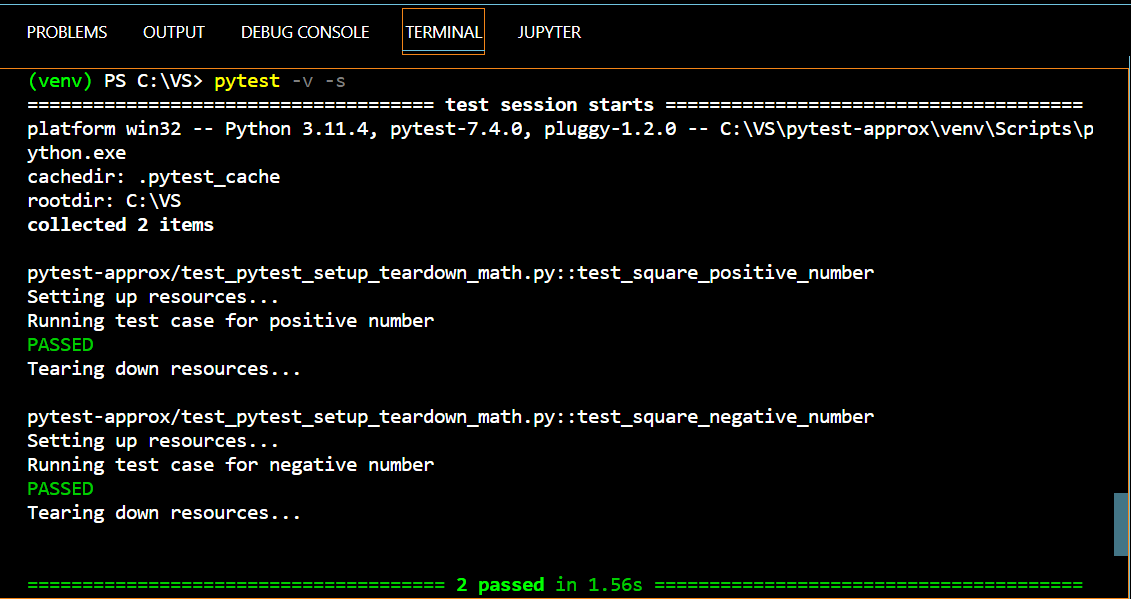 PROBLEMS OUTPUT DEBUG CONSOLE TERMINAL JUPYTER
(venv) PS C:\VS> pytest -v -s
===================================== test session starts ======================================
platform win32 -- Python 3.11.4, pytest-7.4.0, pluggy-1.2.0 -- C:\VS\pytest-approx\venv\Scripts\p
ython.exe
cachedir: .pytest_cache
rootdir: C:\VS
collected 2 items
pytest-approx/test_pytest_setup_teardown_math.py::test_square_positive_number
Setting up resources...
Running test case for positive number
PASSED
Tearing down resources...
pytest-approx/test_pytest_setup_teardown_math.py::test_square_negative_number
Setting up resources...
Running test case for negative number
PASSED
Tearing down resources...
====================================== 2 passed in 1.56s =======================================